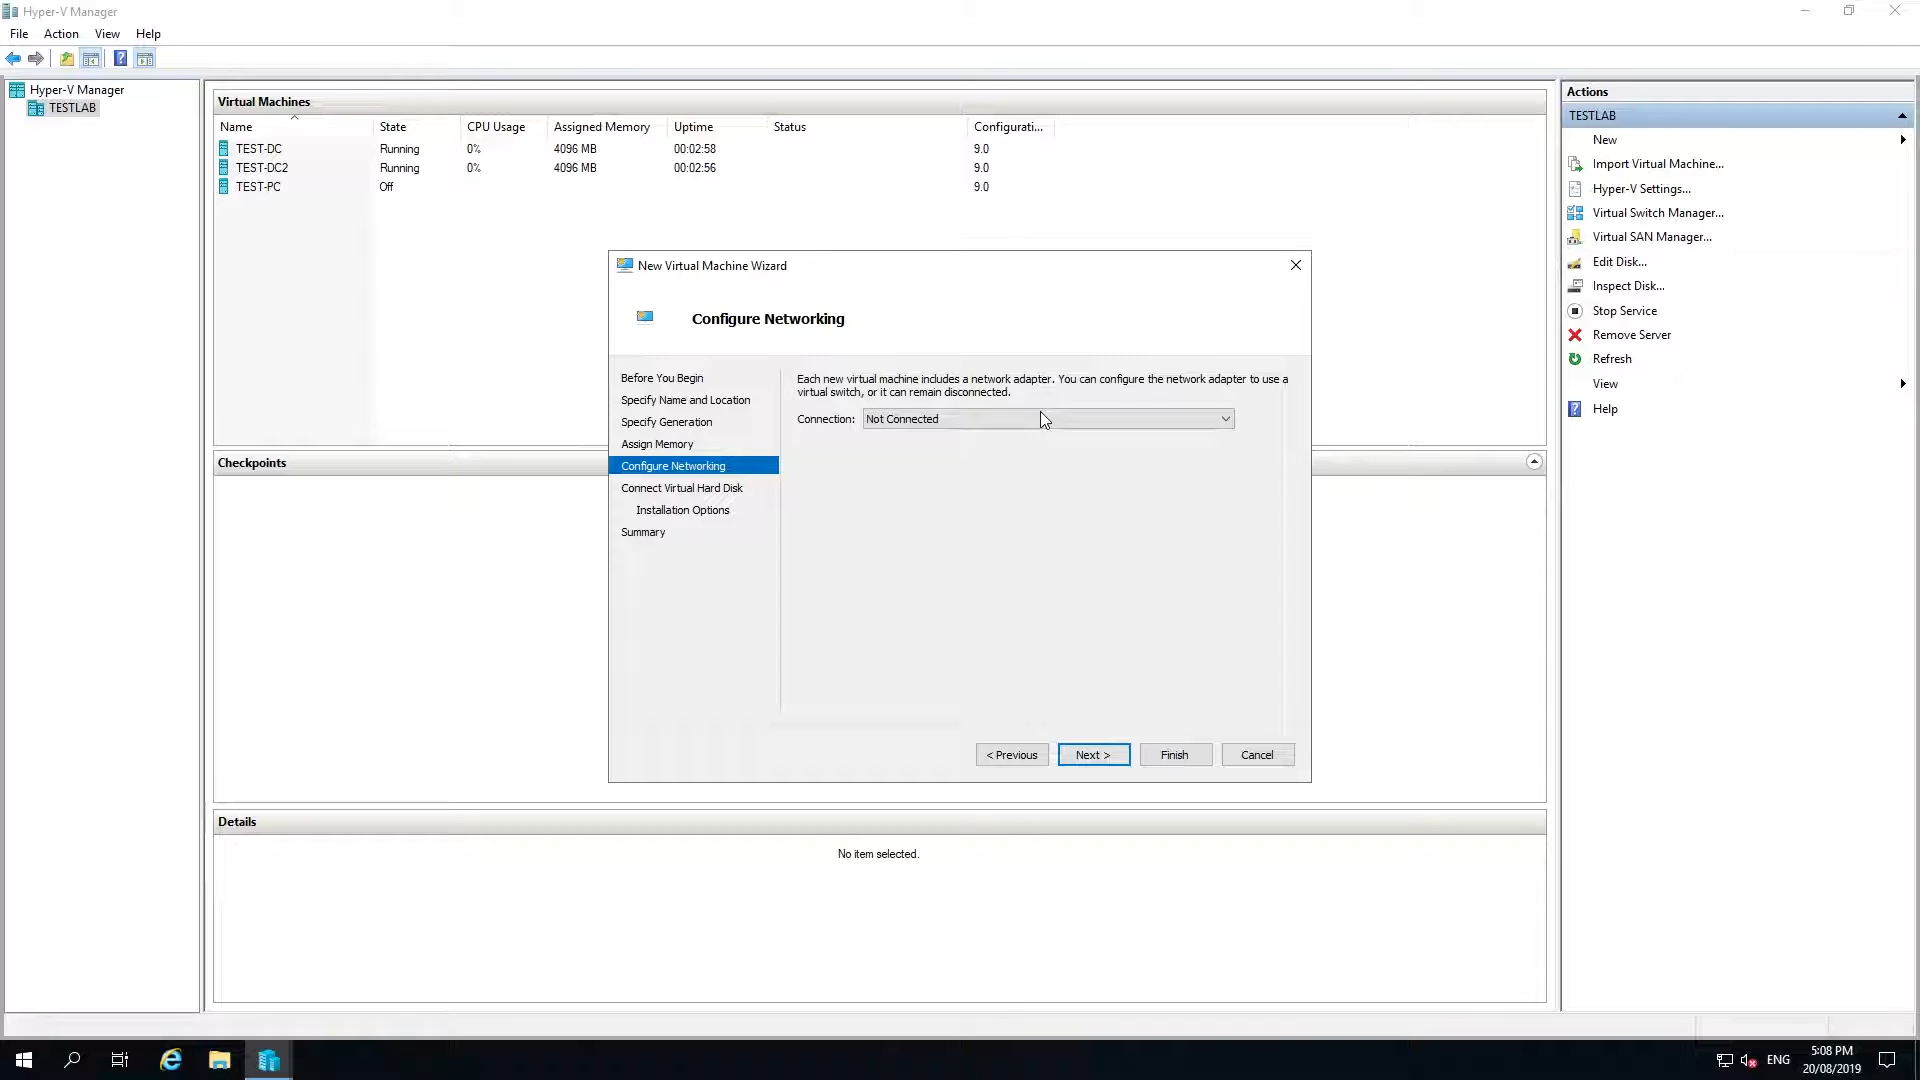 Hyper-V Manager
File Action View Help
Hyper-V Manager
TESTLAB
Virtual Machines
Name State CPU Usage Assigned Memory Uptime Status Configurati...
TEST-DC Running 0% 4096 MB 00:02:58 9.0
TEST-DC2 Running 0% 4096 MB 00:02:56 9.0
TEST-PC Off 9.0
New Virtual Machine Wizard
Configure Networking
Before You Begin
Specify Name and Location
Specify Generation
Assign Memory
Configure Networking
Connect Virtual Hard Disk
Installation Options
Summary
Each new virtual machine includes a network adapter. You can configure the network adapter to use a
virtual switch, or it can remain disconnected.
Connection: Not Connected
< Previous Next > Finish Cancel
Checkpoints
Details
No item selected.
Actions
TESTLAB
New
Import Virtual Machine...
Hyper-V Settings...
Virtual Switch Manager...
Virtual SAN Manager...
Edit Disk...
Inspect Disk...
Stop Service
Remove Server
Refresh
View
Help
ENG
5:08 PM
20/08/2019